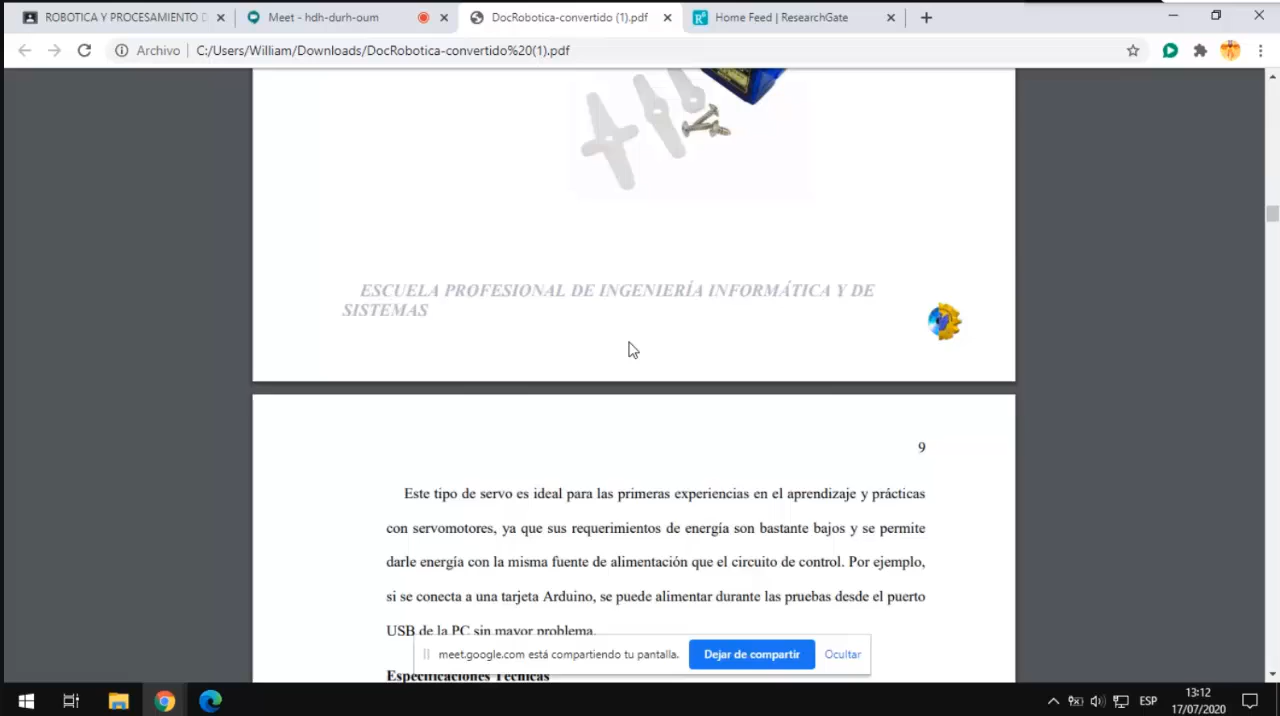 ROBOTICA Y PROCESAMIENTO D
Meet - hdh-durh-oum
DocRobotica-convertido (1).pdf
Home Feed | ResearchGate
Archivo
C:/Users/William/Downloads/DocRobotica-convertido%20(1).pdf
ESCUELA PROFESIONAL DE INGENIERÍA INFORMÁTICA Y DE
SISTEMAS
9
Este tipo de servo es ideal para las primeras experiencias en el aprendizaje y prácticas
con servomotores, ya que sus requerimientos de energía son bastante bajos y se permite
darle energía con la misma fuente de alimentación que el circuito de control. Por ejemplo,
si se conecta a una tarjeta Arduino, se puede alimentar durante las pruebas desde el puerto
USB de la PC sin mayor problema.
meet.google.com está compartiendo tu pantalla.
Dejar de compartir
Ocultar
Especificaciones Técnicas
ESP
13:12
17/07/2020